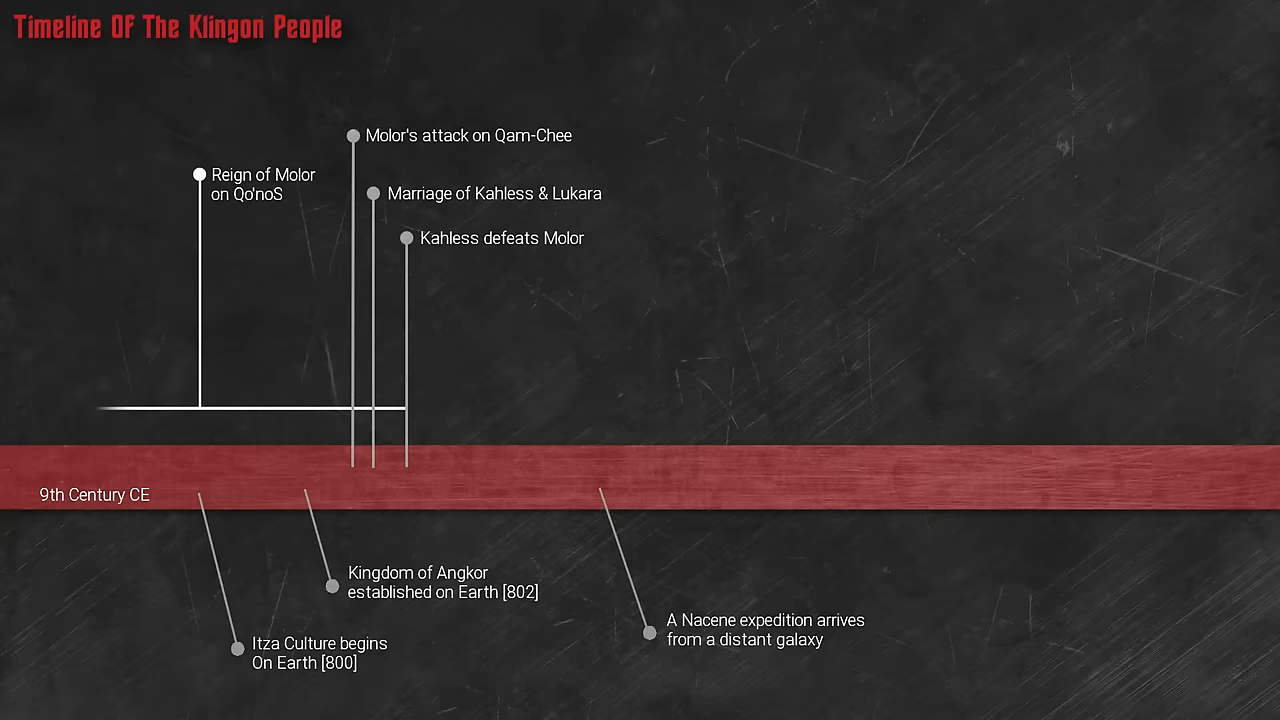 Timeline Of The Klingon People
Molor's attack on Qam-Chee
Reign of Molor
on Qo'noS
Marriage of Kahless & Lukara
Kahless defeats Molor
9th Century CE
Kingdom of Angkor
established on Earth [802]
A Nacene expedition arrives
from a distant galaxy
Itza Culture begins
On Earth [800]